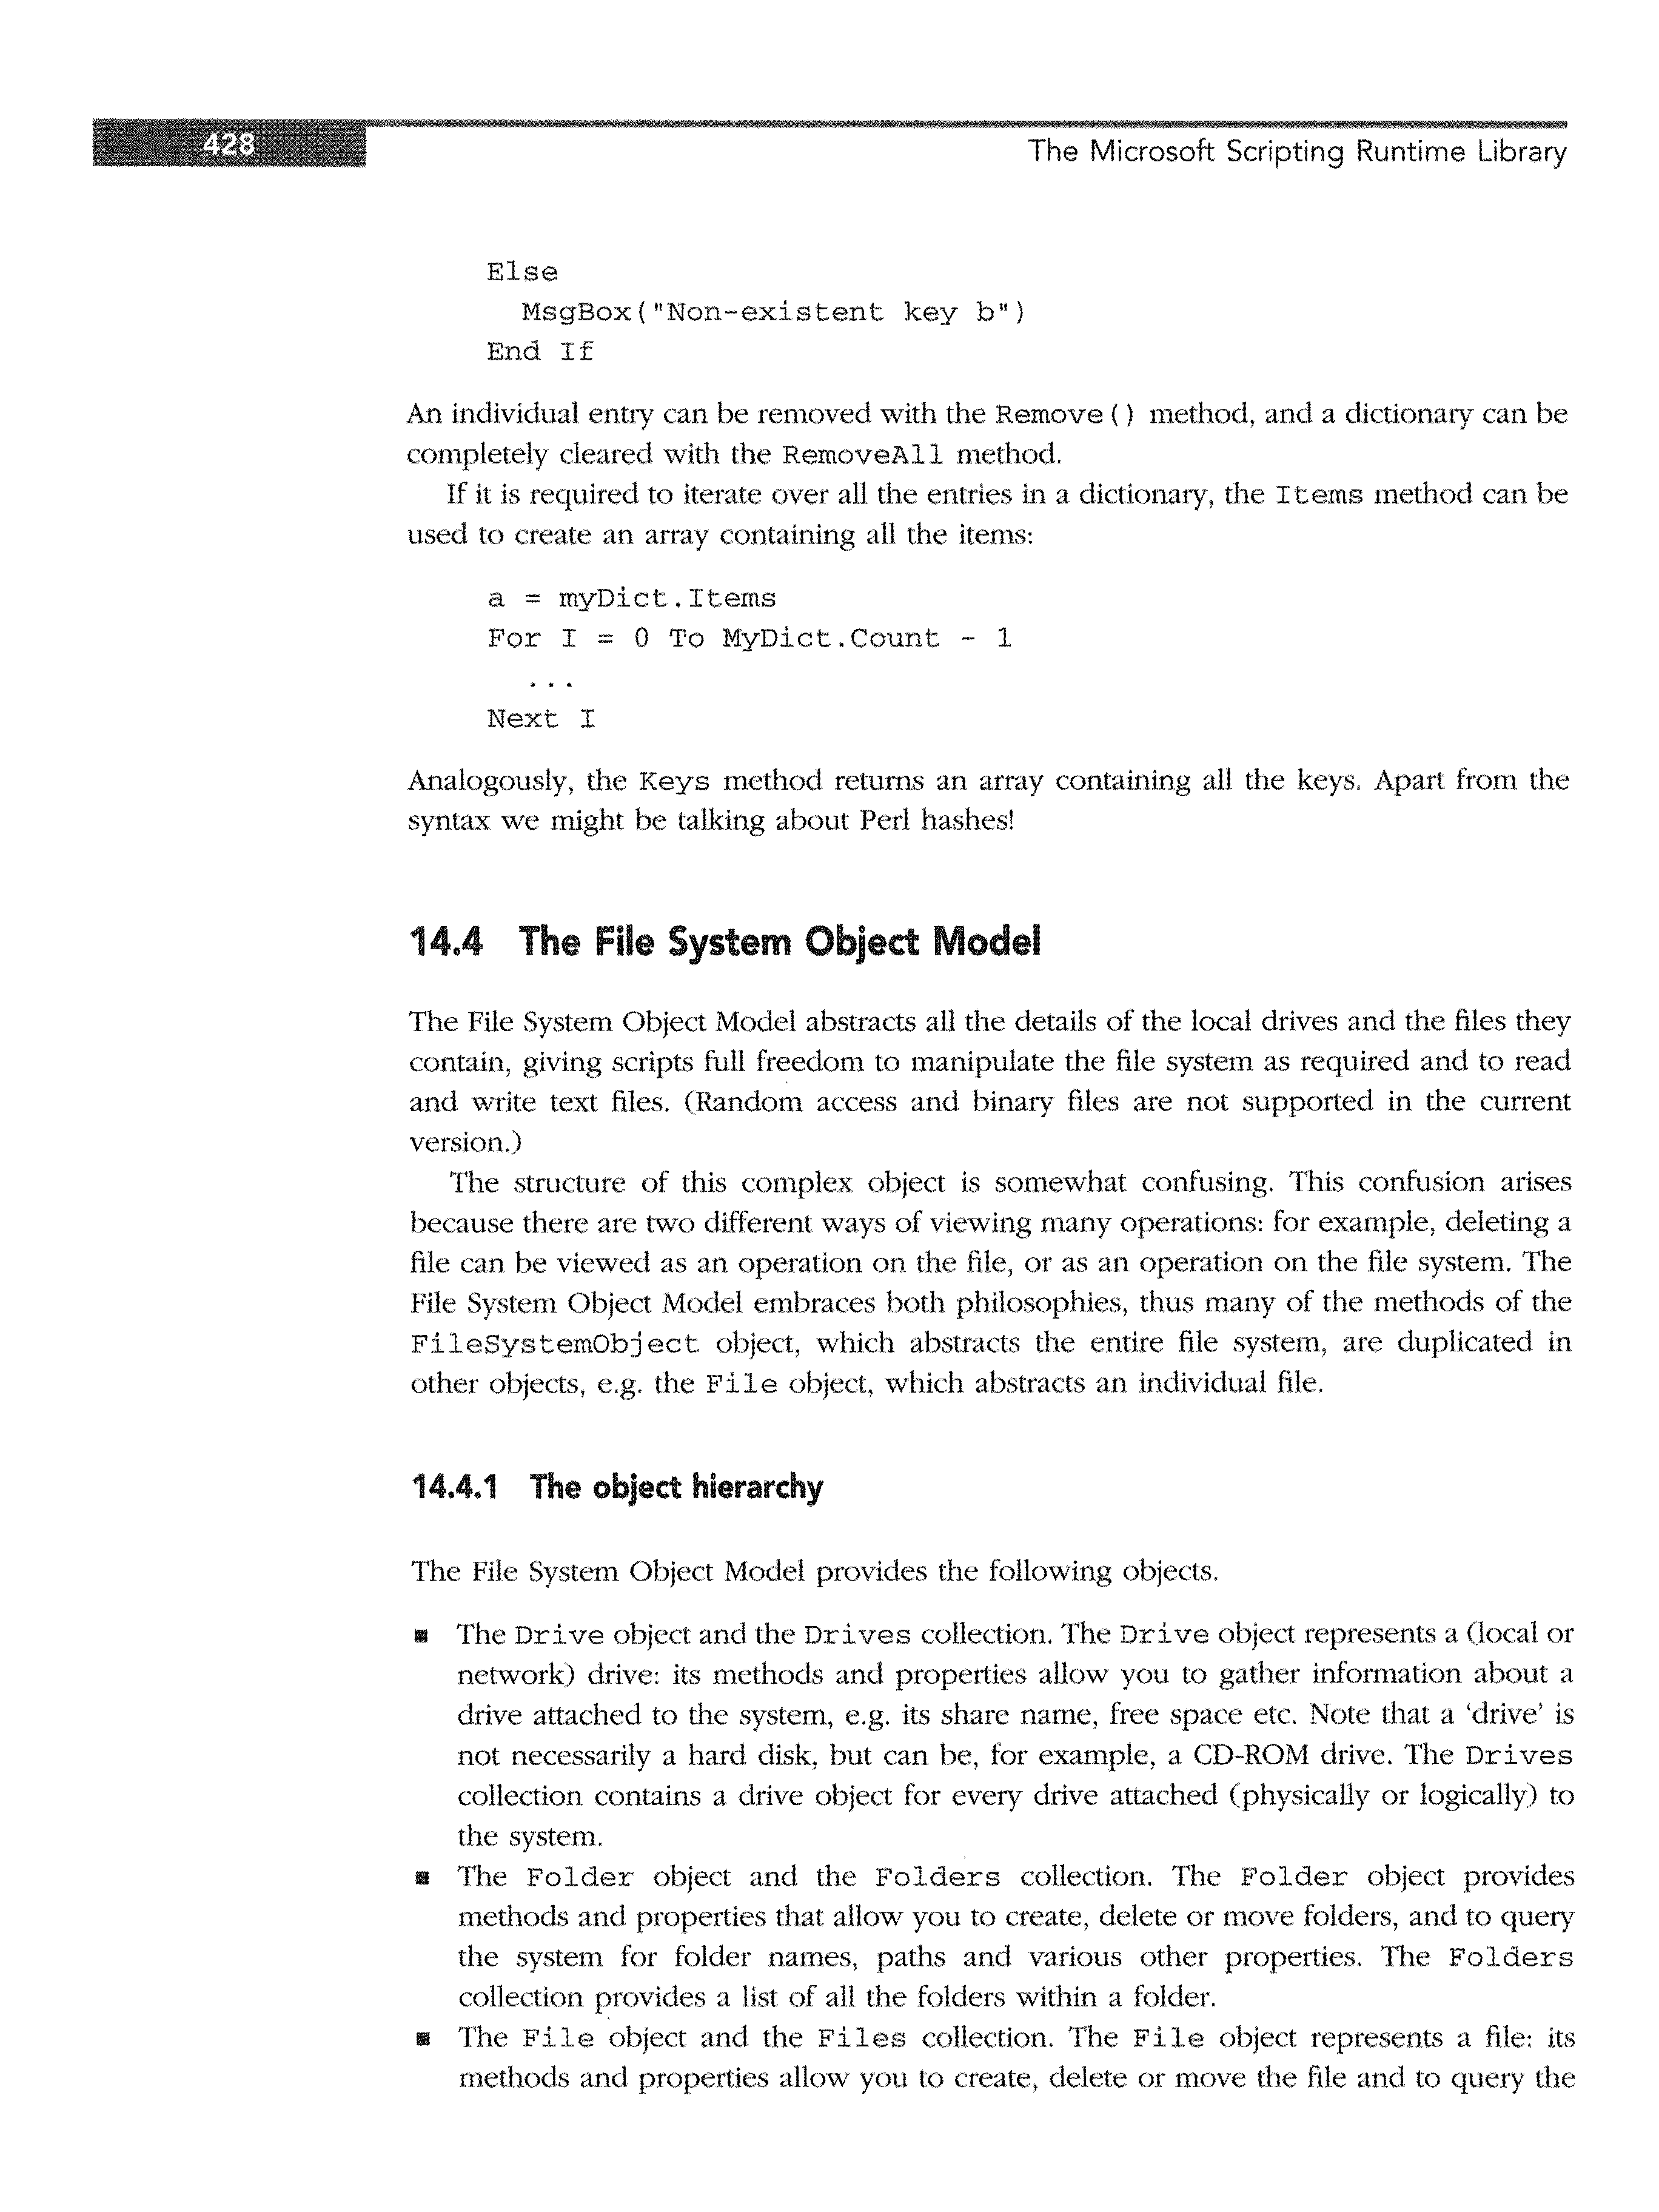 428
The Microsoft Scripting Runtime Library
Else
MsgBox("Non-existent key b")
End If
An individual entry can be removed with the Remove() method, and a dictionary can be
completely cleared with the RemoveAll method.
If it is required to iterate over all the entries in a dictionary, the Items method can be
used to create an array containing all the items:
a = myDict.Items
For I = 0 To MyDict.Count - 1
...
Next I
Analogously, the Keys method returns an array containing all the keys. Apart from the
syntax we might be talking about Perl hashes!
14.4 The File System Object Model
The File System Object Model abstracts all the details of the local drives and the files they
contain, giving scripts full freedom to manipulate the file system as required and to read
and write text files. (Random access and binary files are not supported in the current
version.)
The structure of this complex object is somewhat confusing. This confusion arises
because there are two different ways of viewing many operations: for example, deleting a
file can be viewed as an operation on the file, or as an operation on the file system. The
File System Object Model embraces both philosophies, thus many of the methods of the
FileSystemObject object, which abstracts the entire file system, are duplicated in
other objects, e.g. the File object, which abstracts an individual file.
14.4.1 The object hierarchy
The File System Object Model provides the following objects.
■ The Drive object and the Drives collection. The Drive object represents a (local or
network) drive: its methods and properties allow you to gather information about a
drive attached to the system, e.g. its share name, free space etc. Note that a ‘drive’ is
not necessarily a hard disk, but can be, for example, a CD-ROM drive. The Drives
collection contains a drive object for every drive attached (physically or logically) to
the system.
■ The Folder object and the Folders collection. The Folder object provides
methods and properties that allow you to create, delete or move folders, and to query
the system for folder names, paths and various other properties. The Folders
collection provides a list of all the folders within a folder.
■ The File object and the Files collection. The File object represents a file: its
methods and properties allow you to create, delete or move the file and to query the